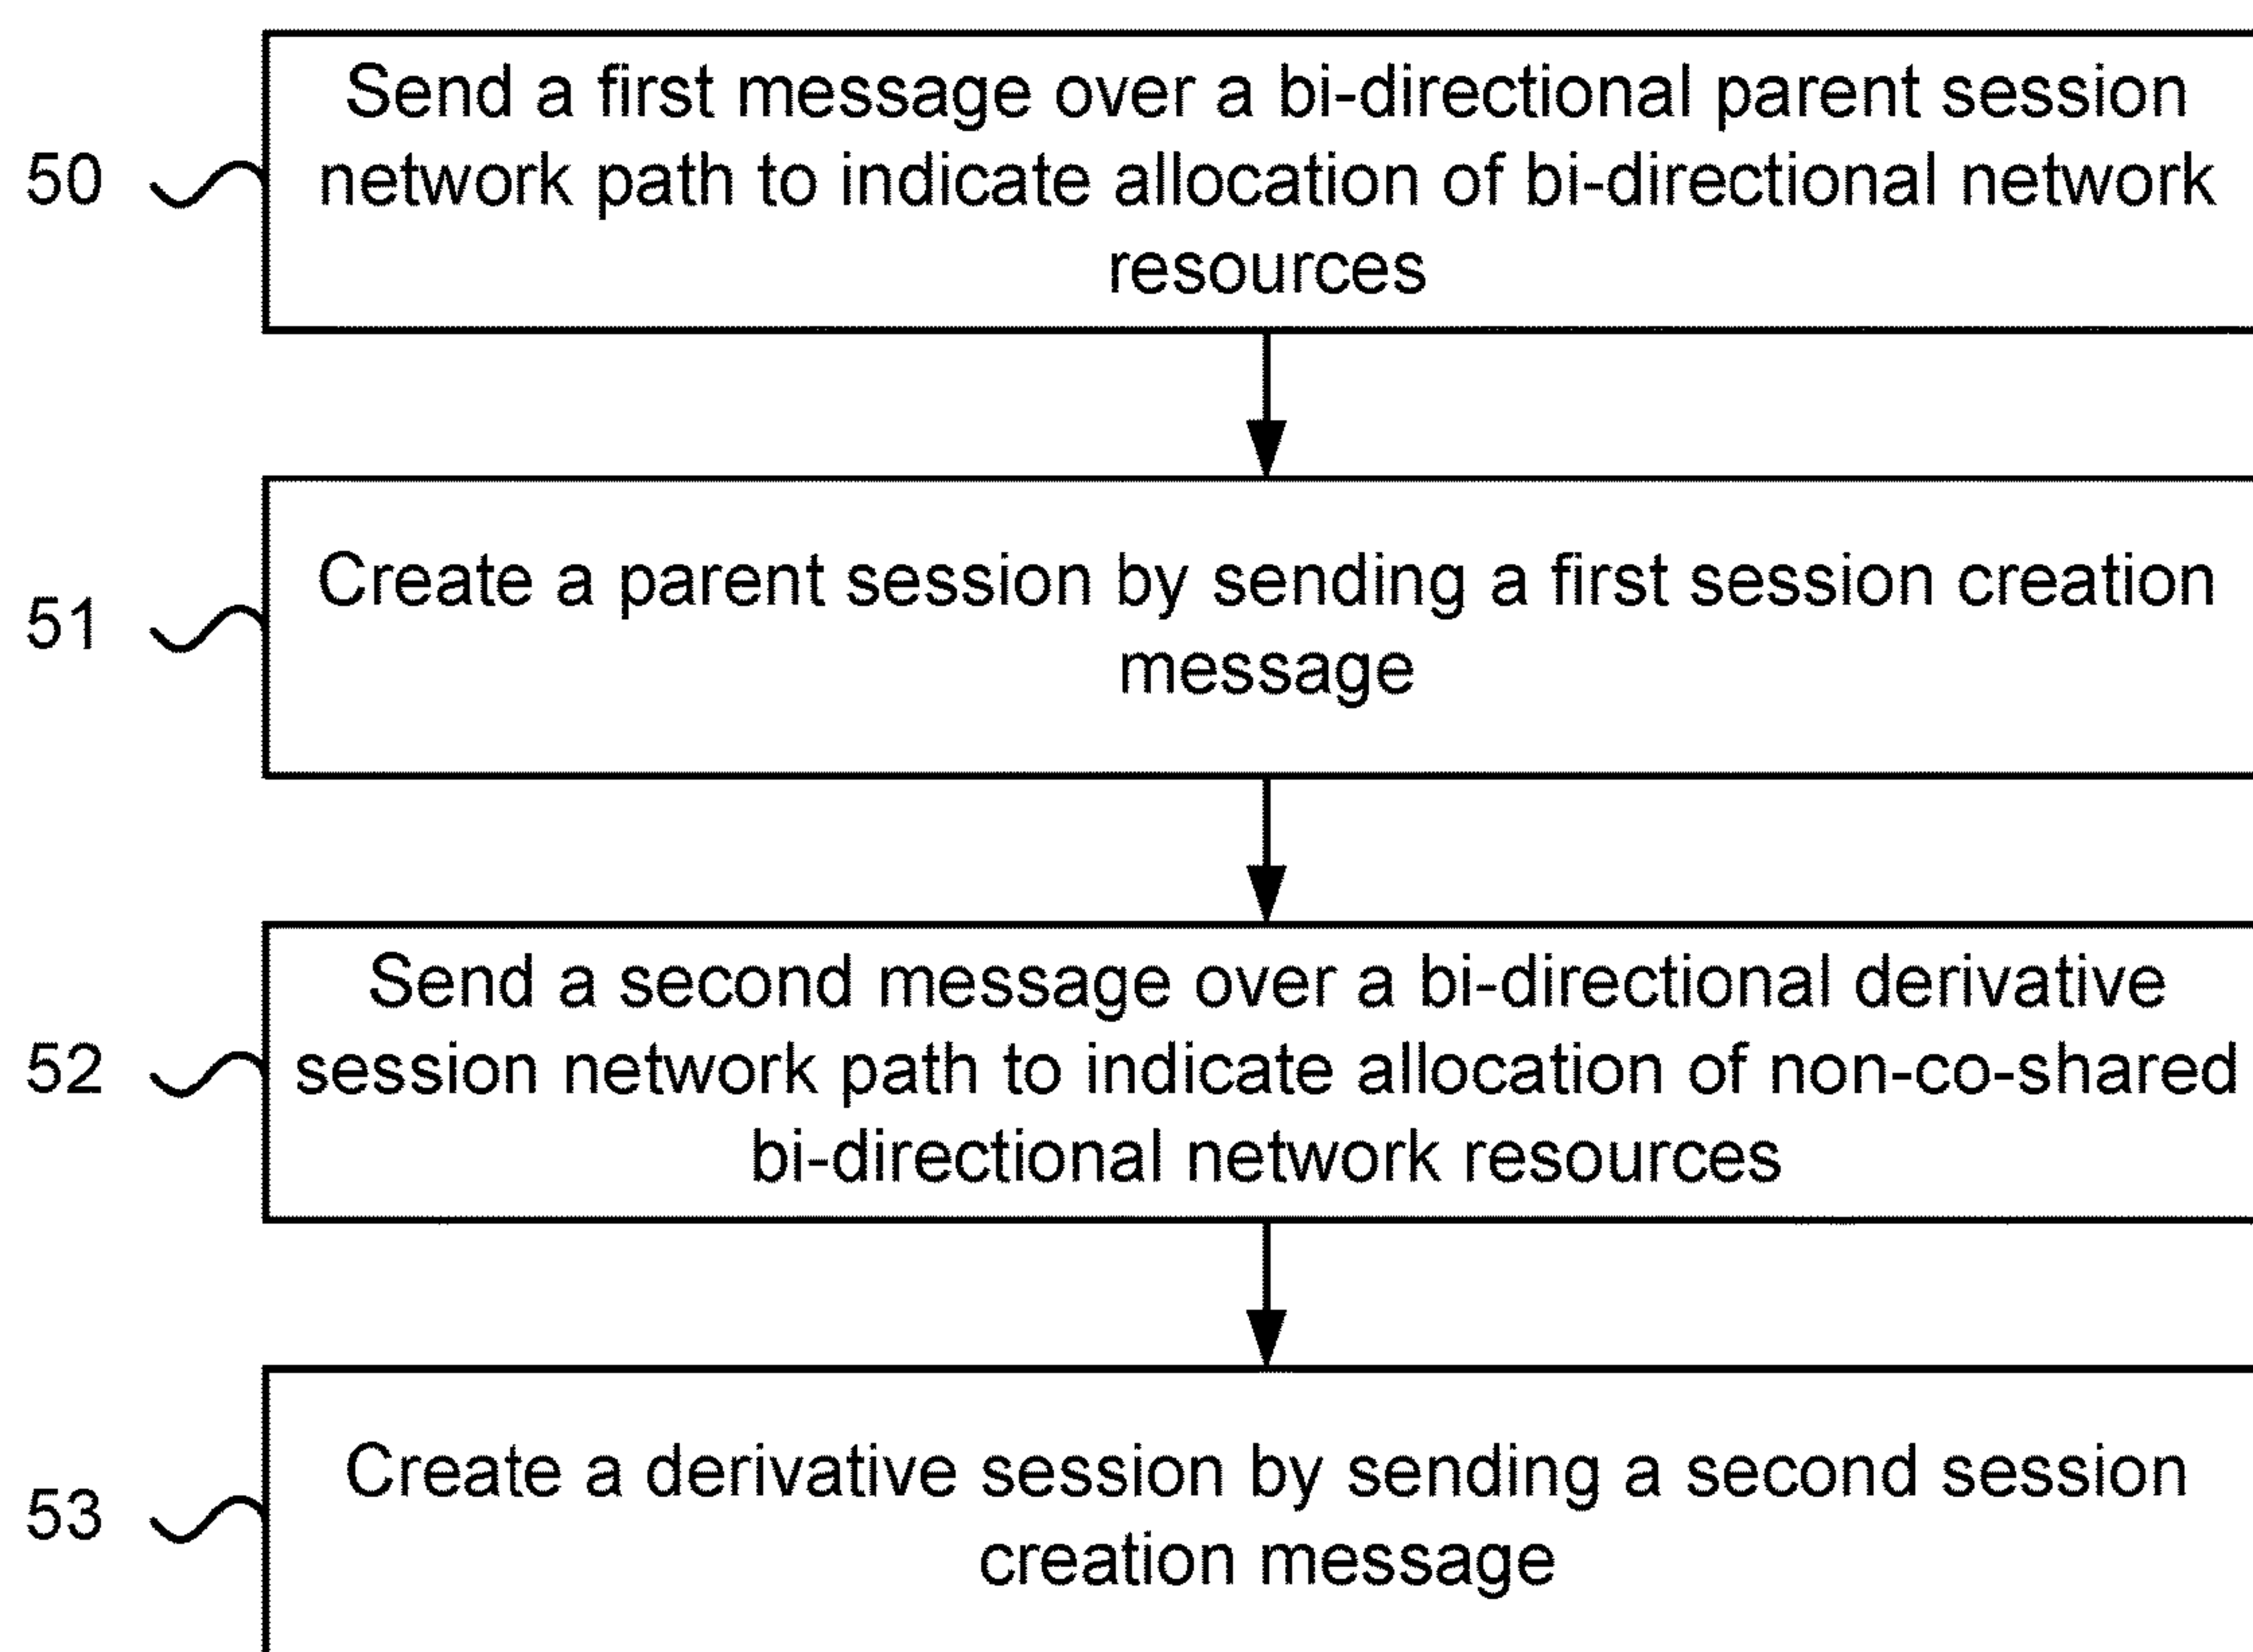 Send a first message over a bi-directional parent session
50
network path to indicate allocation of bi-directional network
resources
Create a parent session by sending a first session creation
51
message
Send a second message over a bi-directional derivative
52
session network path to indicate allocation of non-co-shared
bi-directional network resources
Create a derivative session by sending a second session
53
creation message